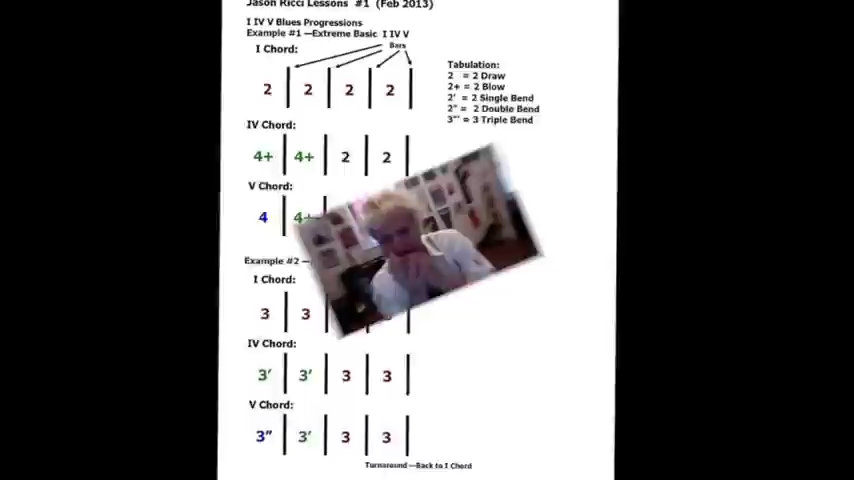 Jason Ricci Lessons #1 (Feb 2013)
I IV V Blues Progressions
Example #1 —Extreme Basic I IV V
Bars
I Chord:
2 2 2 2
Tabulation:
2 = 2 Draw
2+ = 2 Blow
2' = 2 Single Bend
2" = 2 Double Bend
3"' = 3 Triple Bend
IV Chord:
4+ 4+ 2 2
V Chord:
4 4+
Example #2 —
I Chord:
3 3
IV Chord:
3' 3' 3 3
V Chord:
3" 3' 3 3
Turnaround—Back to I Chord